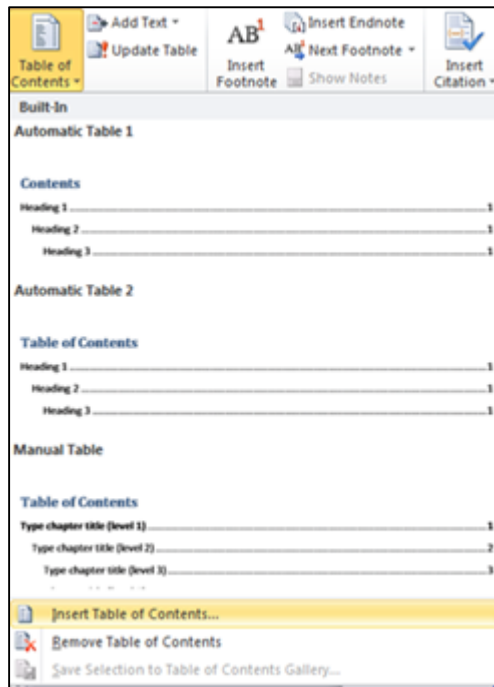 Table of Contents
Add Text
Update Table
AB1
Insert Footnote
Insert Endnote
AB1 Next Footnote
Show Notes
Insert Citation
Built-In
Automatic Table 1
Contents
Heading 1 1
Heading 2 1
Heading 3 1
Automatic Table 2
Table of Contents
Heading 1 1
Heading 2 1
Heading 3 1
Manual Table
Table of Contents
Type chapter title (level 1) 1
Type chapter title (level 2) 2
Type chapter title (level 3) 3
Insert Table of Contents...
Remove Table of Contents
Save Selection to Table of Contents Gallery...